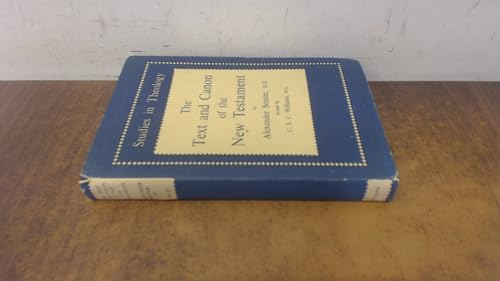 Studies in Theology
The
Text and Canon
of the
New Testament
by
Alexander Souter, D.D.
revised by
C. S. C. Williams, M.A.